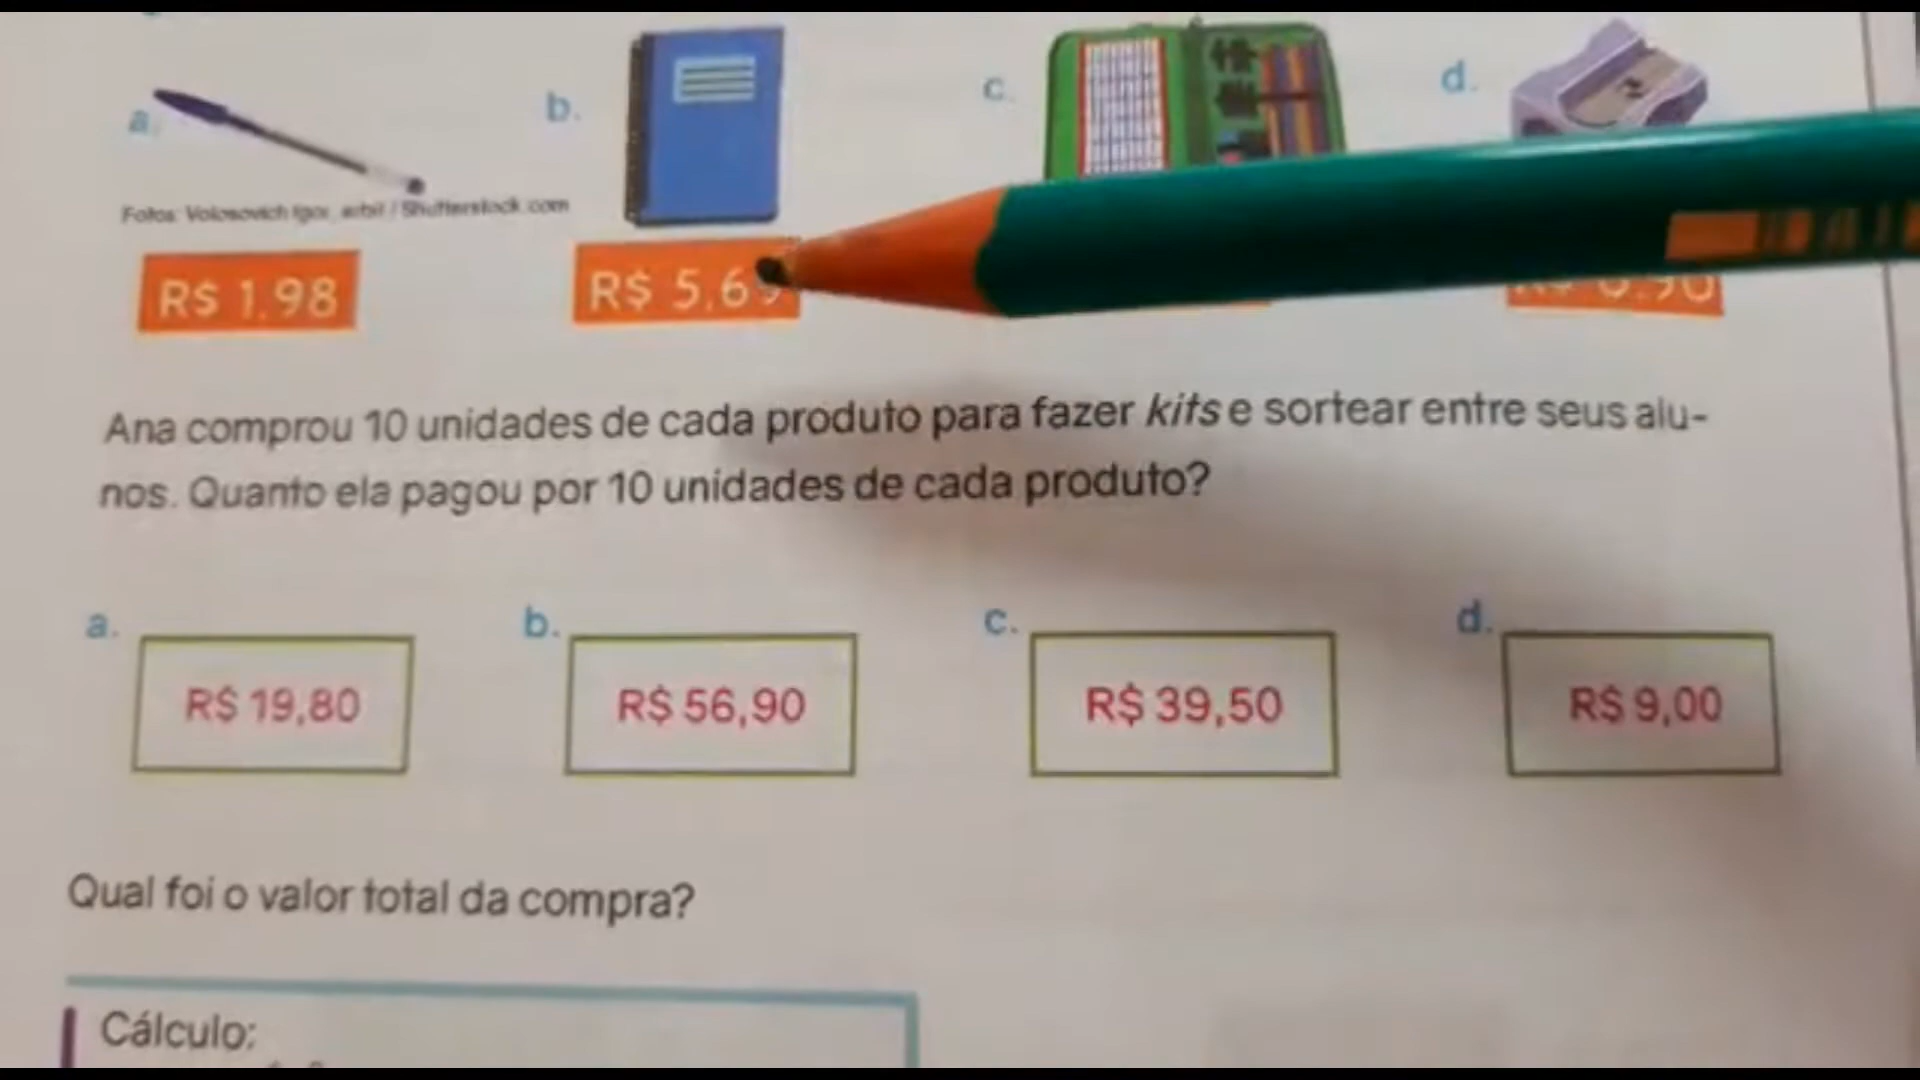 a.
b.
c.
d.
Fotos: Volosovich Igor, arbit / Shutterstock.com
R$ 1.98
R$ 5.69
Ana comprou 10 unidades de cada produto para fazer kits e sortear entre seus alu-
nos. Quanto ela pagou por 10 unidades de cada produto?
a.
b.
c.
d.
R$ 19,80
R$ 56,90
R$ 39,50
R$ 9,00
Qual foi o valor total da compra?
Cálculo: